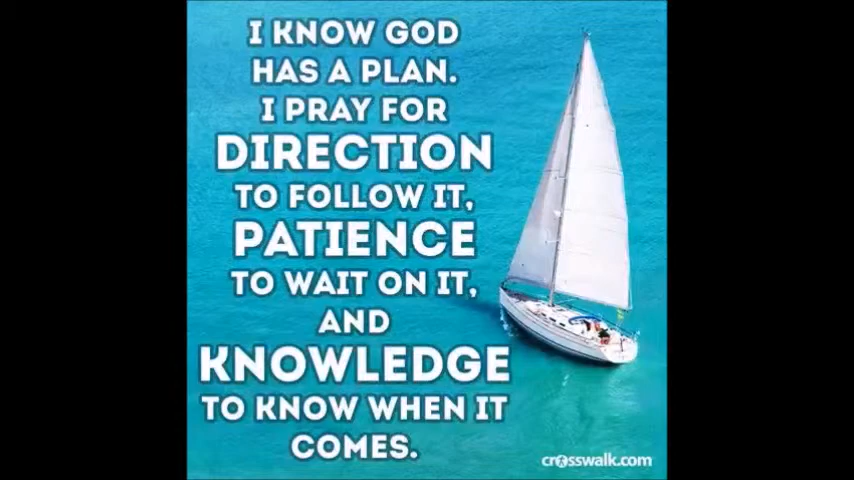 I KNOW GOD
HAS A PLAN.
I PRAY FOR
DIRECTION
TO FOLLOW IT,
PATIENCE
TO WAIT ON IT,
AND
KNOWLEDGE
TO KNOW WHEN IT
COMES.
crosswalk.com